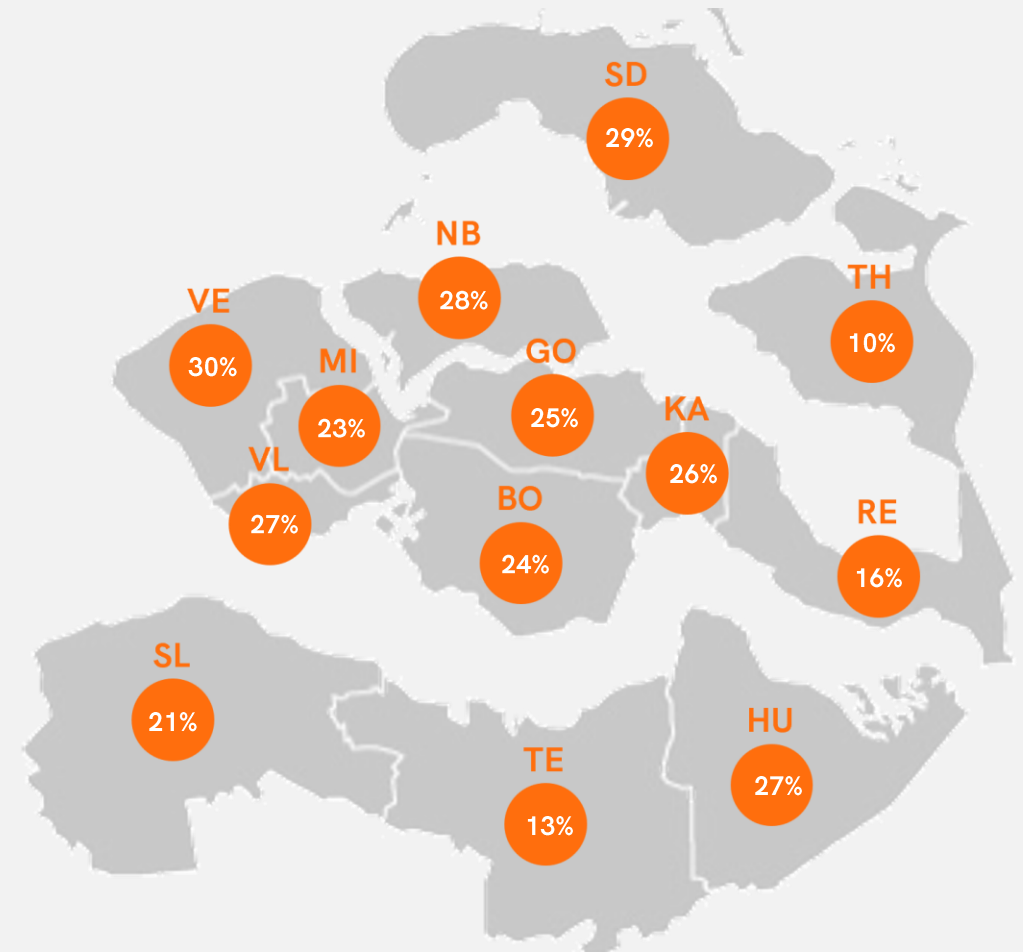 SD
29%
NB
28%
TH
10%
VE
30%
MI
23%
GO
25%
KA
26%
VL
27%
BO
24%
RE
16%
SL
21%
HU
27%
TE
13%